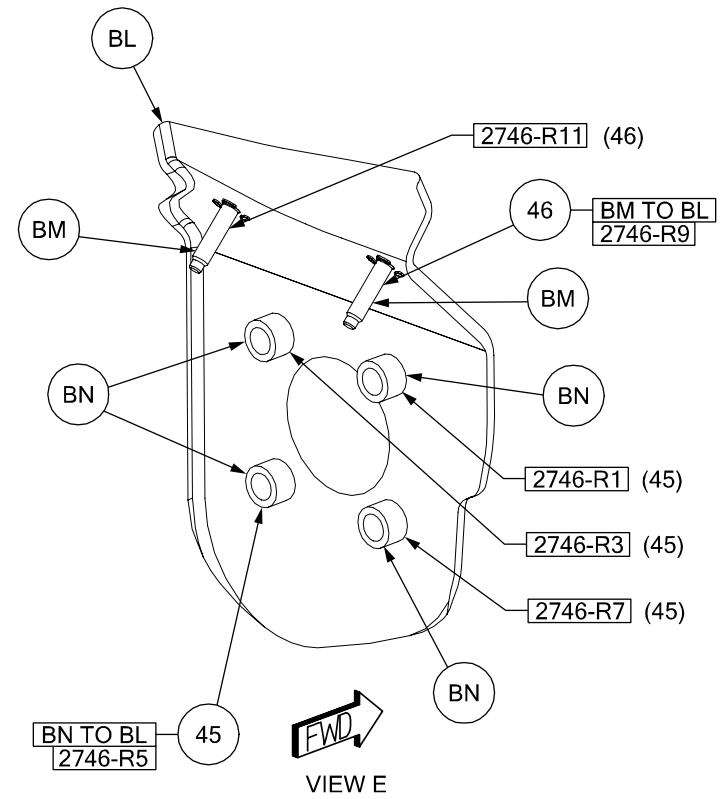 BL
2746-R11 (46)
46
BM TO BL
2746-R9
BM
BM
BN
BN
2746-R1 (45)
2746-R3 (45)
2746-R7 (45)
BN
BN TO BL
2746-R5
45
FWD
VIEW E